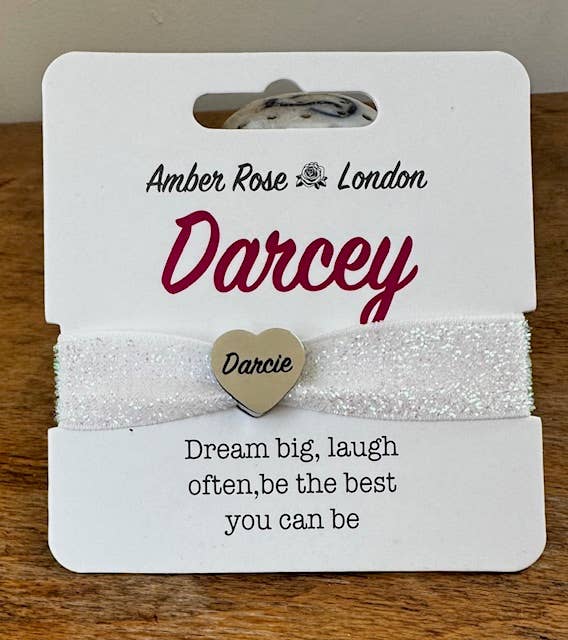 Amber Rose London
Darcey
Darcie
Dream big, laugh
often,be the best
you can be